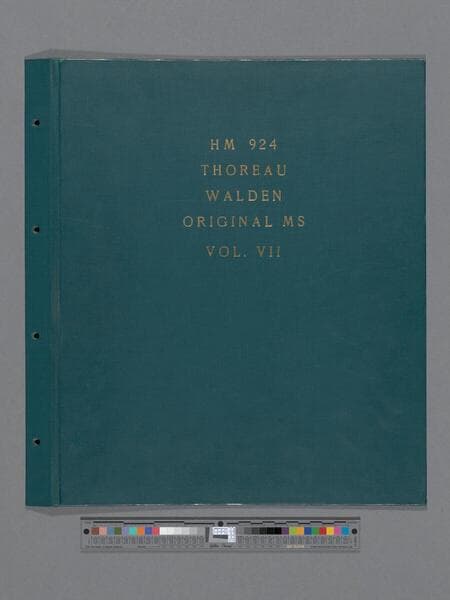 HM 924
THOREAU
WALDEN
ORIGINAL MS
VOL. VII